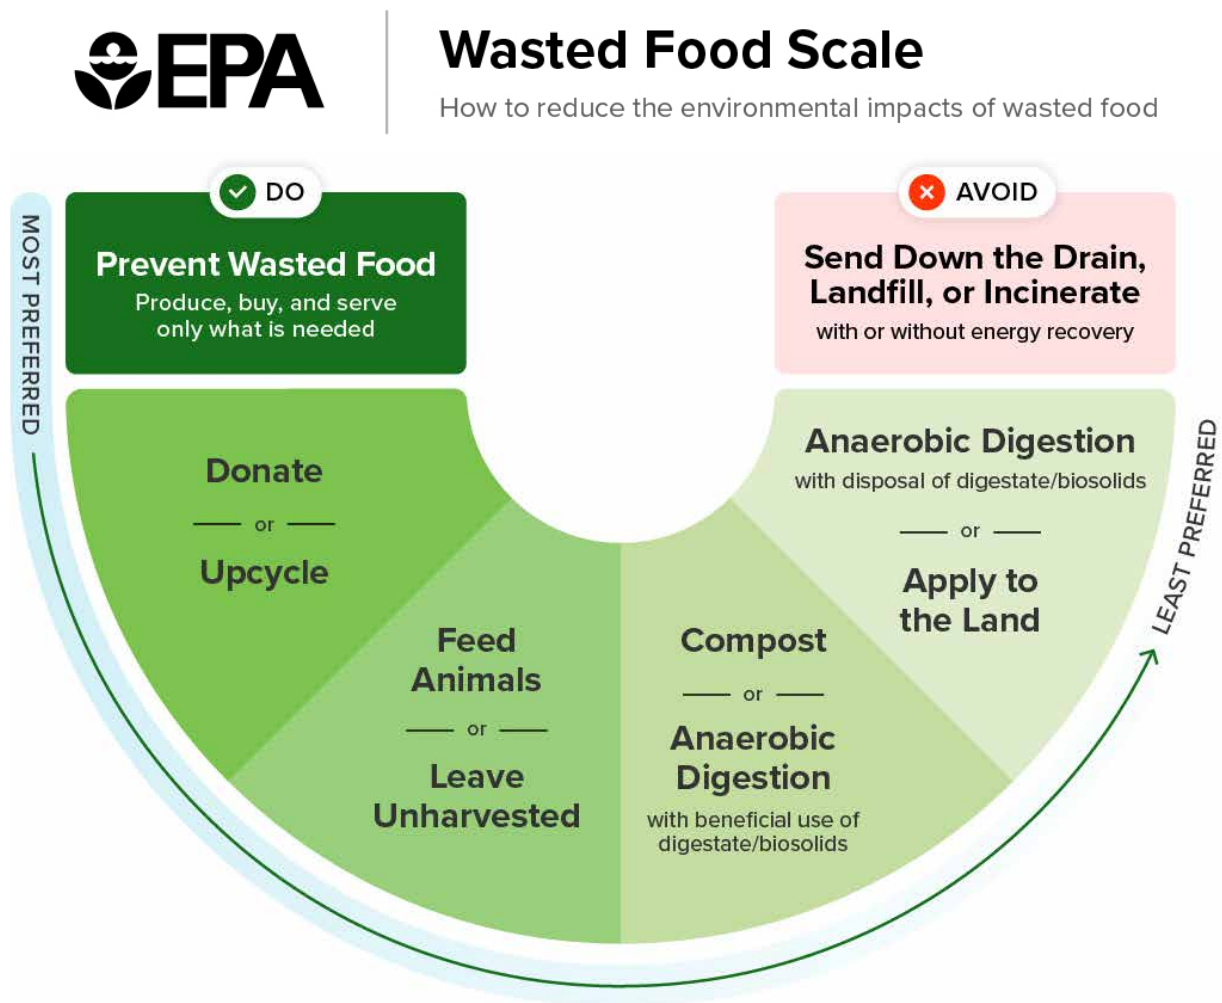 EPA
Wasted Food Scale
How to reduce the environmental impacts of wasted food
MOST PREFERRED
DO
Prevent Wasted Food
Produce, buy, and serve
only what is needed
AVOID
Send Down the Drain,
Landfill, or Incinerate
with or without energy recovery
Donate
or
Upcycle
Feed
Animals
or
Leave
Unharvested
Compost
or
Anaerobic
Digestion
with beneficial use of
digestate/biosolids
Anaerobic Digestion
with disposal of digestate/biosolids
or
Apply to
the Land
LEAST PREFERRED